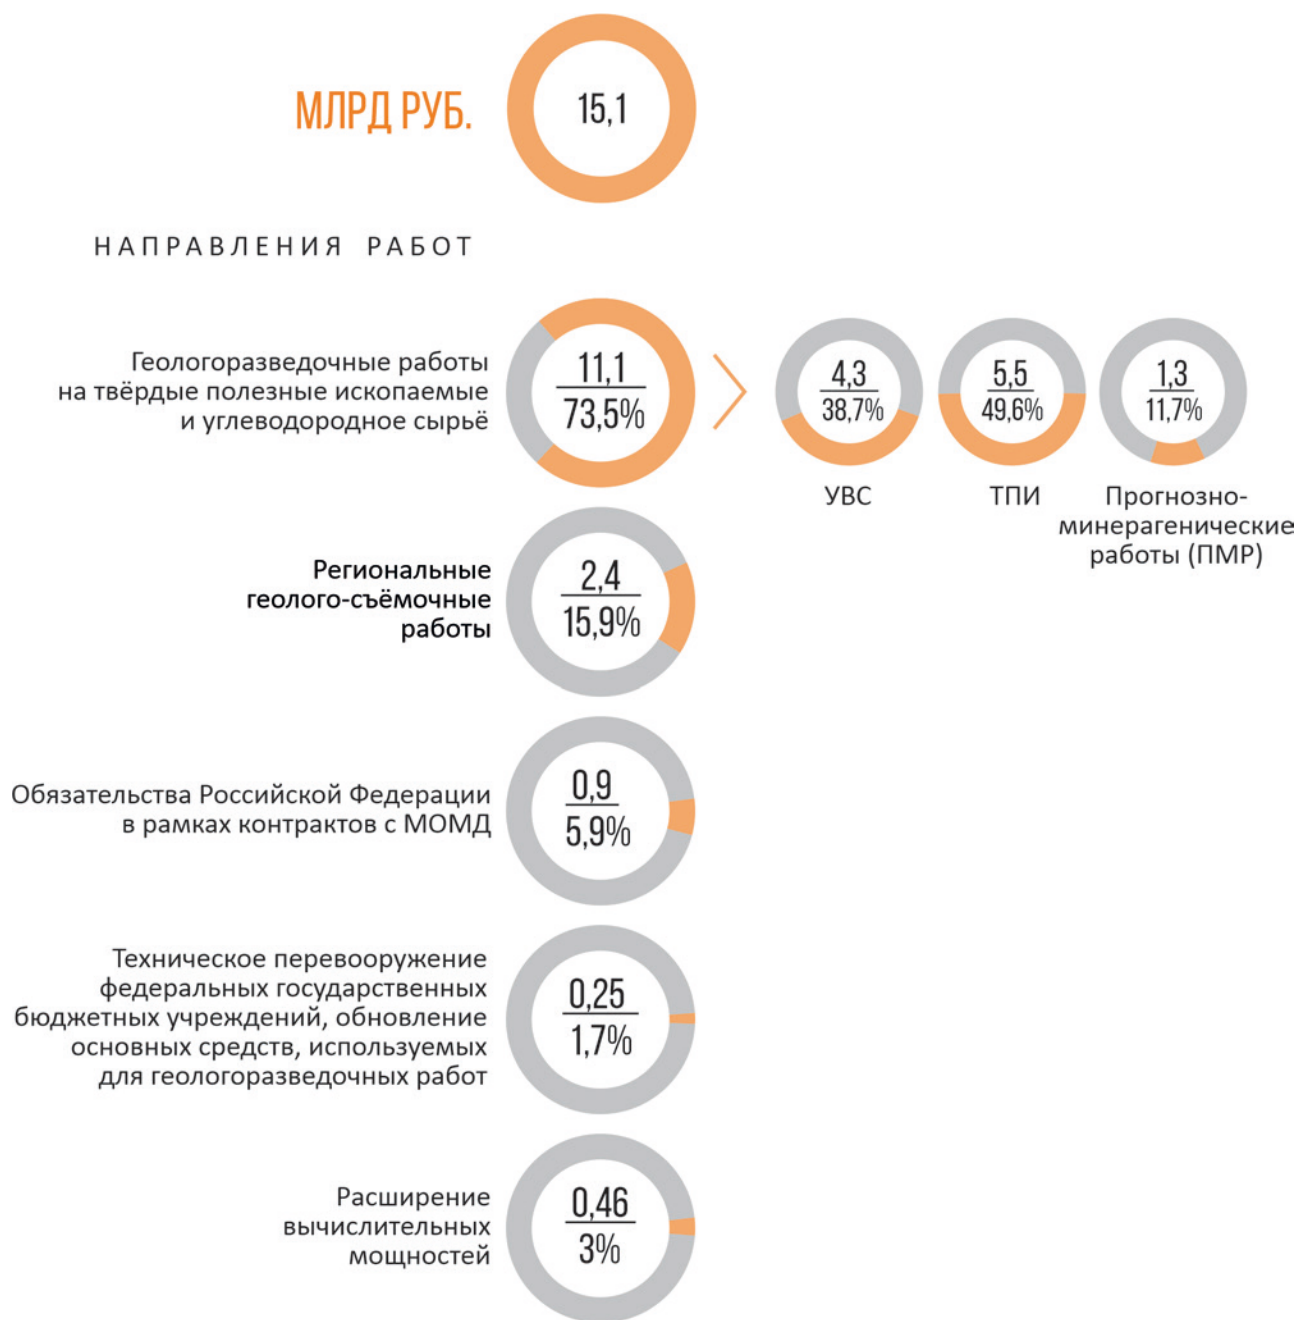 МЛРД РУБ.
15,1
НАПРАВЛЕНИЯ РАБОТ
Геологоразведочные работы
на твёрдые полезные ископаемые
и углеводородное сырьё
11,1
73,5%
4,3
38,7%
УВС
5,5
49,6%
ТПИ
1,3
11,7%
Прогнозно-
минерагенические
работы (ПМР)
Региональные
геолого-съёмочные
работы
2,4
15,9%
Обязательства Российской Федерации
в рамках контрактов с МОМД
0,9
5,9%
Техническое перевооружение
федеральных государственных
бюджетных учреждений, обновление
основных средств, используемых
для геологоразведочных работ
0,25
1,7%
Расширение
вычислительных
мощностей
0,46
3%